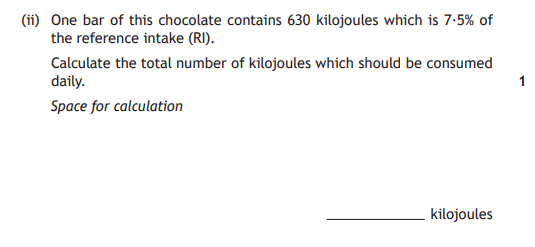 (ii) One bar of this chocolate contains 630 kilojoules which is 7·5% of
the reference intake (RI).
Calculate the total number of kilojoules which should be consumed
daily. 1
Space for calculation
kilojoules